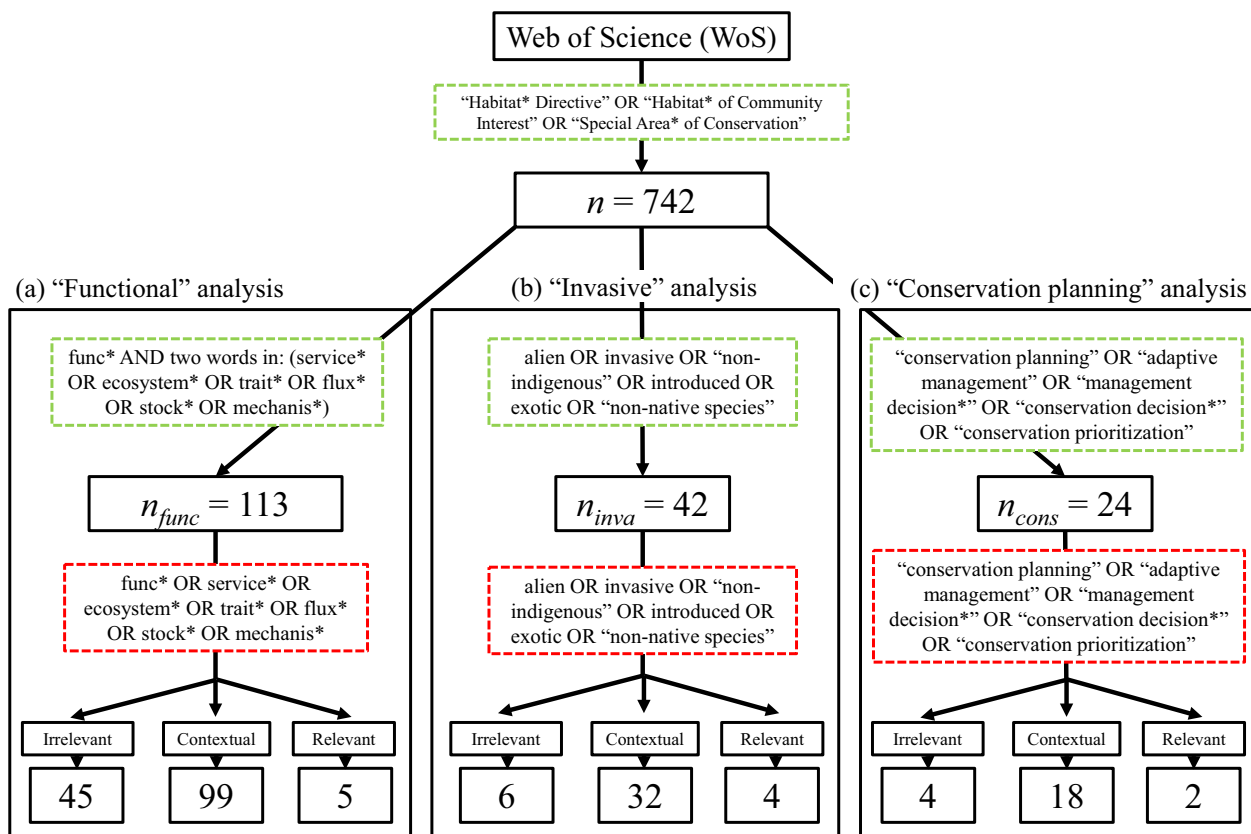 Web of Science (WoS)
“Habitat* Directive” OR “Habitat* of Community
Interest” OR “Special Area* of Conservation”
n = 742
(a) “Functional” analysis
func* AND two words in: (service*
OR ecosystem* OR trait* OR flux*
OR stock* OR mechanis*)
n_func = 113
func* OR service* OR
ecosystem* OR trait* OR flux*
OR stock* OR mechanis*
Irrelevant
Contextual
Relevant
45
99
5
(b) “Invasive” analysis
alien OR invasive OR “non-
indigenous” OR introduced OR
exotic OR “non-native species”
n_inva = 42
alien OR invasive OR “non-
indigenous” OR introduced OR
exotic OR “non-native species”
Irrelevant
Contextual
Relevant
6
32
4
(c) “Conservation planning” analysis
“conservation planning” OR “adaptive
management” OR “management
decision*” OR “conservation decision*”
OR “conservation prioritization”
n_cons = 24
“conservation planning” OR “adaptive
management” OR “management
decision*” OR “conservation decision*”
OR “conservation prioritization”
Irrelevant
Contextual
Relevant
4
18
2